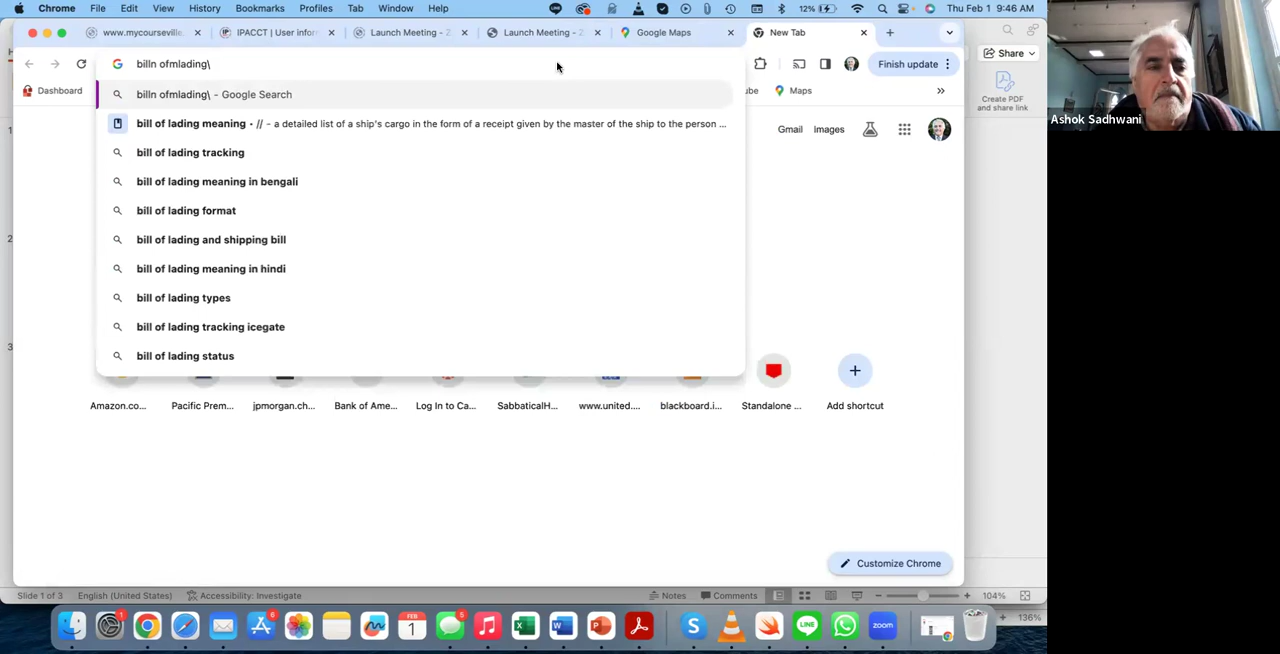 Chrome File Edit View History Bookmarks Profiles Tab Window Help 12% Thu Feb 1 9:46 AM
www.mycourseville. IPACCT | User infor Launch Meeting - Z Launch Meeting - Z Google Maps New Tab
billn ofmlading\ Finish update Share
Dashboard billn ofmlading\ - Google Search ube Maps » Create PDF
and share link
bill of lading meaning • // - a detailed list of a ship's cargo in the form of a receipt given by the master of the ship to the person ... Gmail Images Ashok Sadhwani
bill of lading tracking
bill of lading meaning in bengali
bill of lading format
bill of lading and shipping bill
bill of lading meaning in hindi
bill of lading types
bill of lading tracking icegate
bill of lading status
Amazon.co... Pacific Prem... jpmorgan.ch... Bank of Ame... Log In to Ca... SabbaticalH... www.united.... blackboard.i... Standalone ... Add shortcut
Customize Chrome
Slide 1 of 3 English (United States) Accessibility: Investigate Notes Comments 104%
136%
1 6 FEB 1 5 zoom
2
3